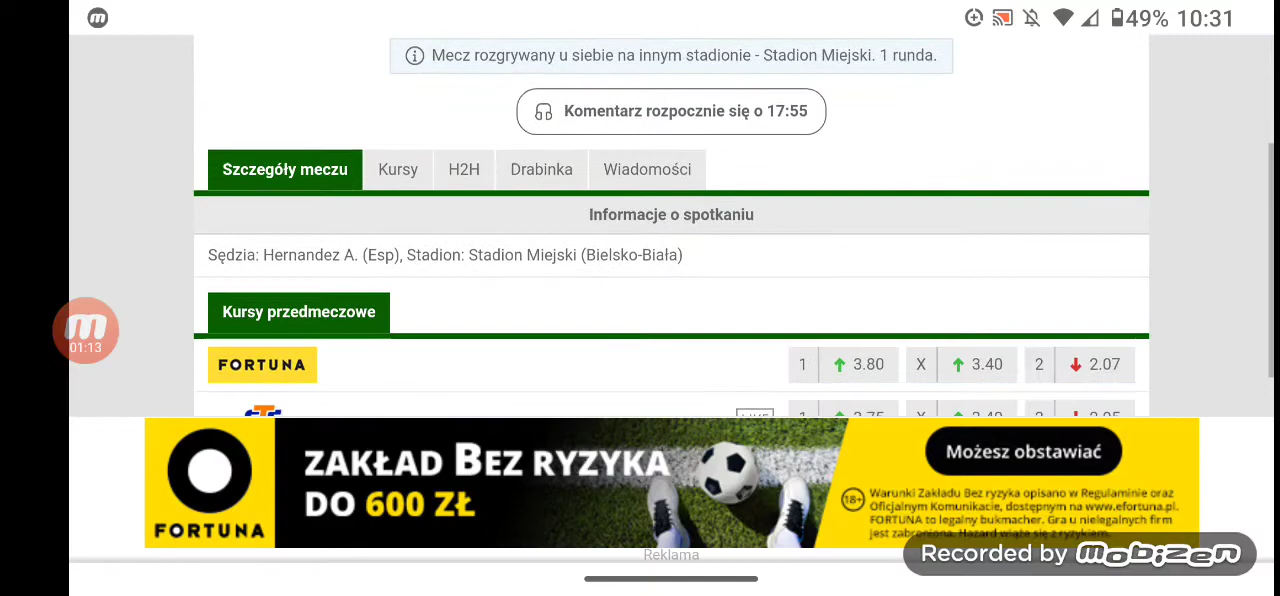 49% 10:31
Mecz rozgrywany u siebie na innym stadionie - Stadion Miejski. 1 runda.
Komentarz rozpocznie się o 17:55
Szczegóły meczu Kursy H2H Drabinka Wiadomości
Informacje o spotkaniu
Sędzia: Hernandez A. (Esp), Stadion: Stadion Miejski (Bielsko-Biała)
01:13
Kursy przedmeczowe
FORTUNA 1 3.80 X 3.40 2 2.07
ZAKŁAD BEZ RYZYKA
DO 600 ZŁ
FORTUNA
Możesz obstawiać
18+ Warunki Zakładu Bez ryzyka opisano w Regulaminie oraz
Oficjalnym Komunikacie, dostępnym na www.efortuna.pl.
FORTUNA to legalny bukmacher. Gra u nielegalnych firm
jest zabroniona. Hazard wiąże się z ryzykiem.
Reklama
Recorded by mobizen